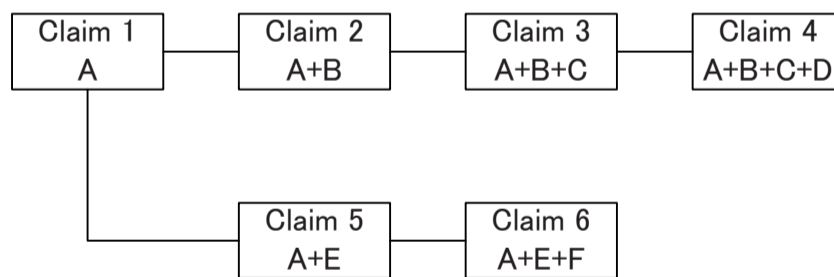 Claim 1
A
Claim 2
A+B
Claim 3
A+B+C
Claim 4
A+B+C+D
Claim 5
A+E
Claim 6
A+E+F